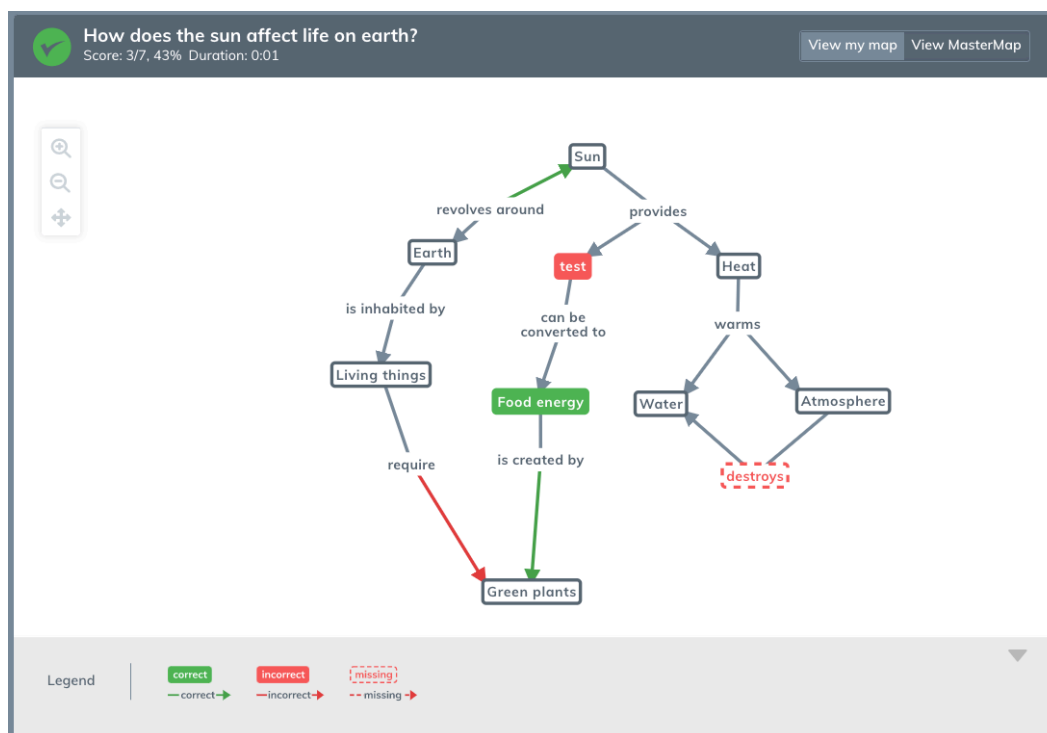 How does the sun affect life on earth?
Score: 3/7, 43% Duration: 0:01
View my map View MasterMap
Sun
revolves around
provides
Earth
test
Heat
is inhabited by
can be
converted to
warms
Living things
Food energy
Water
Atmosphere
require
is created by
destroys
Green plants
Legend
correct
incorrect
missing
correct
incorrect
missing